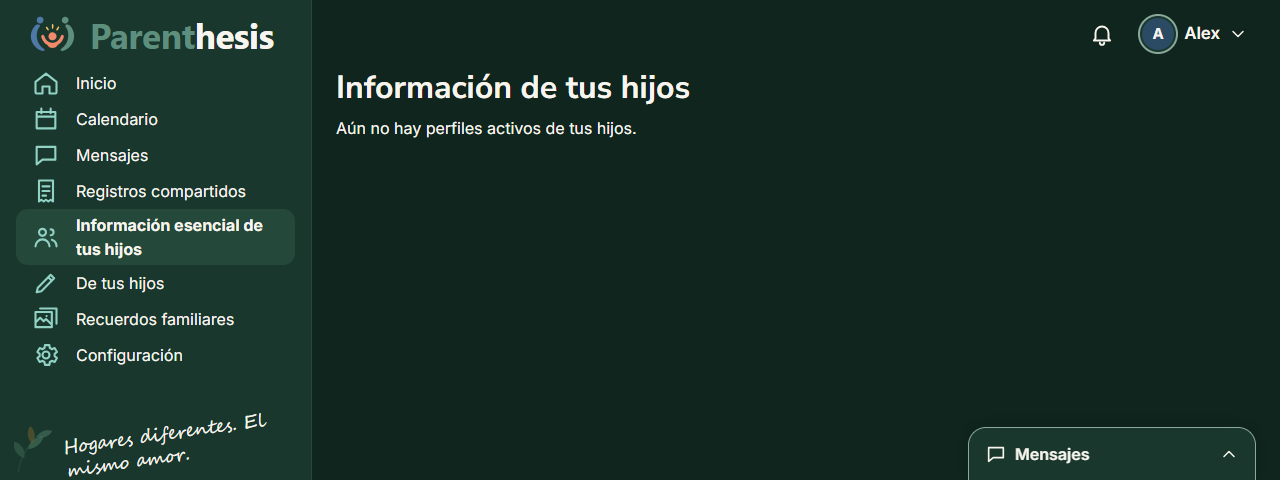 Parenthesis
Inicio
Calendario
Mensajes
Registros compartidos
Información esencial de
tus hijos
De tus hijos
Recuerdos familiares
Configuración
Hogares diferentes. El
mismo amor.
A
Alex
Información de tus hijos
Aún no hay perfiles activos de tus hijos.
Mensajes